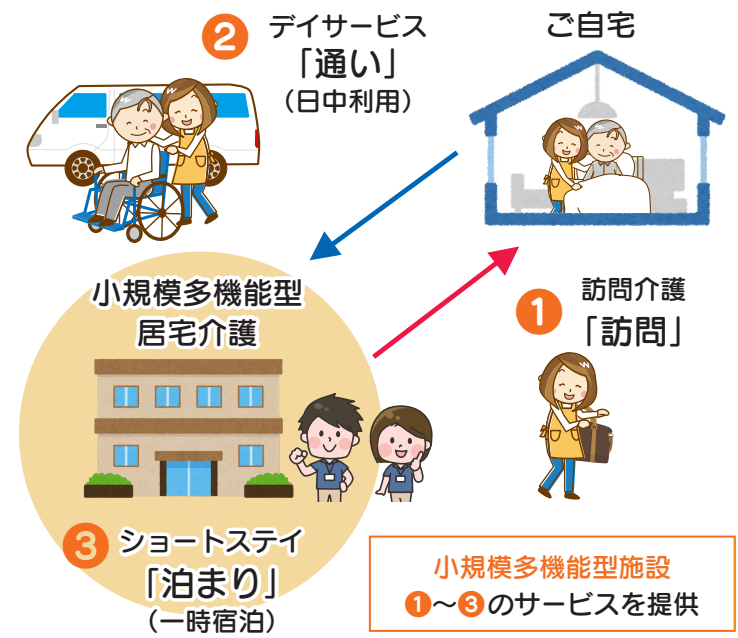 2
デイサービス
「通い」
（日中利用）
ご自宅
小規模多機能型
居宅介護
1
訪問介護
「訪問」
3
ショートステイ
「泊まり」
（一時宿泊）
小規模多機能型施設
❶～❸のサービスを提供